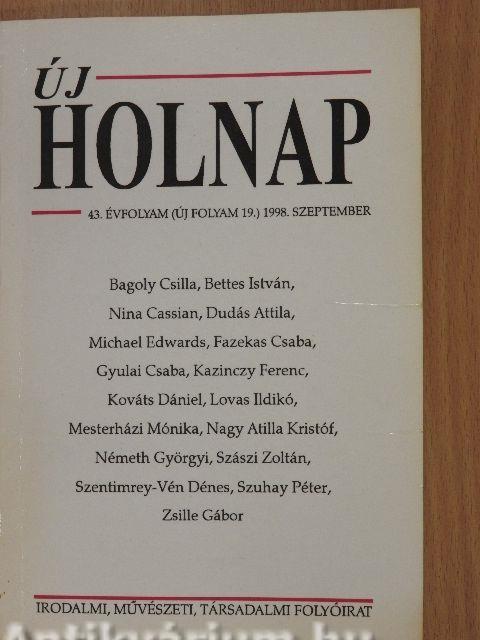 ÚJ
HOLNAP
43. ÉVFOLYAM (ÚJ FOLYAM 19.) 1998. SZEPTEMBER
Bagoly Csilla, Bettes István,
Nina Cassian, Dudás Attila,
Michael Edwards, Fazekas Csaba,
Gyulai Csaba, Kazinczy Ferenc,
Kováts Dániel, Lovas Ildikó,
Mesterházi Mónika, Nagy Atilla Kristóf,
Németh Györgyi, Szászi Zoltán,
Szentimrey-Vén Dénes, Szuhay Péter,
Zsille Gábor
IRODALMI, MŰVÉSZETI, TÁRSADALMI FOLYÓIRAT
Antikvárium.hu